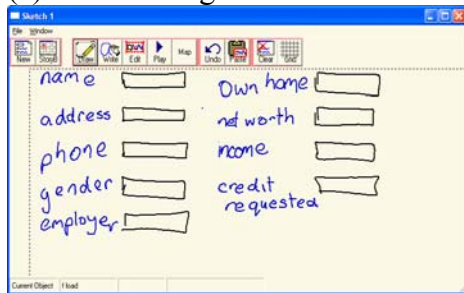 Sketch 1
File Window
New Story Draw Write Edit Play Map Undo Paste Clear Grid
name
address
phone
gender
employer
Own home
net worth
income
credit
requested
Current Object